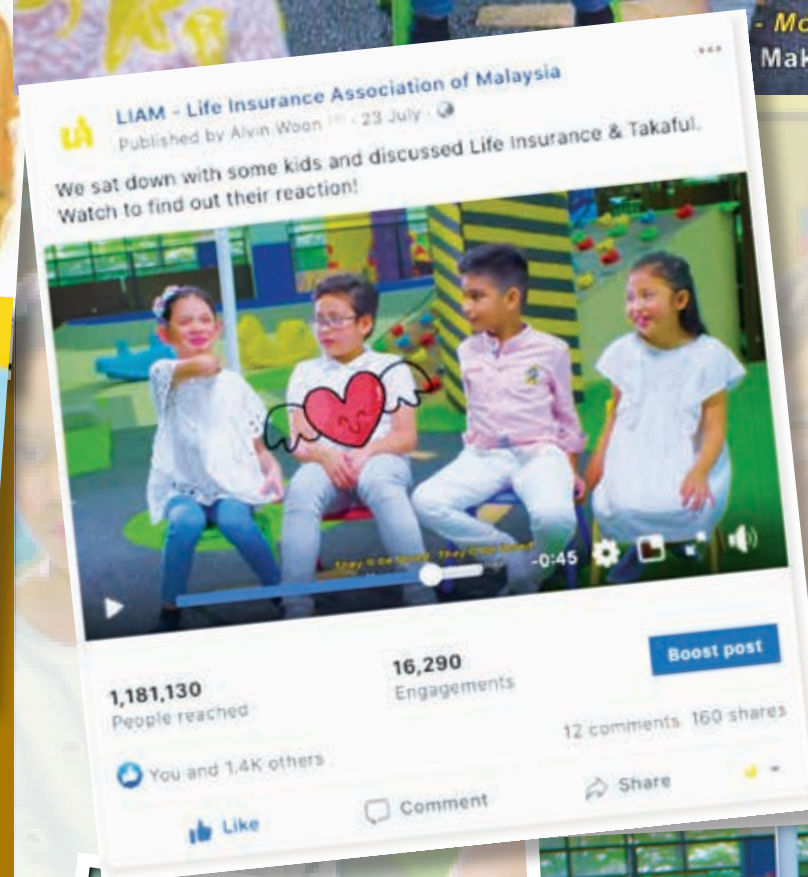 - Mo
Mak
LIAM - Life Insurance Association of Malaysia
Published by Alvin Woon · 23 July ·
We sat down with some kids and discussed Life Insurance & Takaful.
Watch to find out their reaction!
-0:45
1,181,130
People reached
16,290
Engagements
Boost post
You and 1.4K others
12 comments 160 shares
Like
Comment
Share